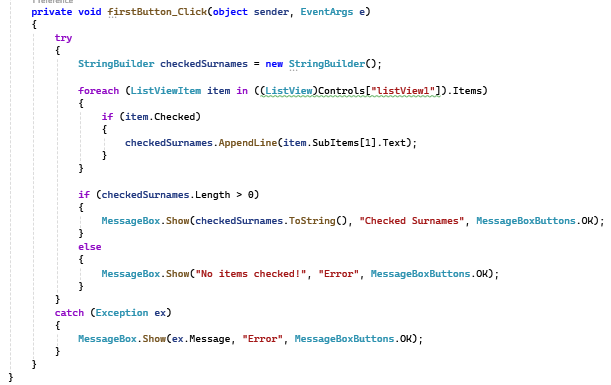 1 reference
private void firstButton_Click(object sender, EventArgs e)
{
try
{
StringBuilder checkedSurnames = new StringBuilder();
foreach (ListViewItem item in ((ListView)Controls["listView1"]).Items)
{
if (item.Checked)
{
checkedSurnames.AppendLine(item.SubItems[1].Text);
}
}
if (checkedSurnames.Length > 0)
{
MessageBox.Show(checkedSurnames.ToString(), "Checked Surnames", MessageBoxButtons.OK);
}
else
{
MessageBox.Show("No items checked!", "Error", MessageBoxButtons.OK);
}
}
catch (Exception ex)
{
MessageBox.Show(ex.Message, "Error", MessageBoxButtons.OK);
}
}
}